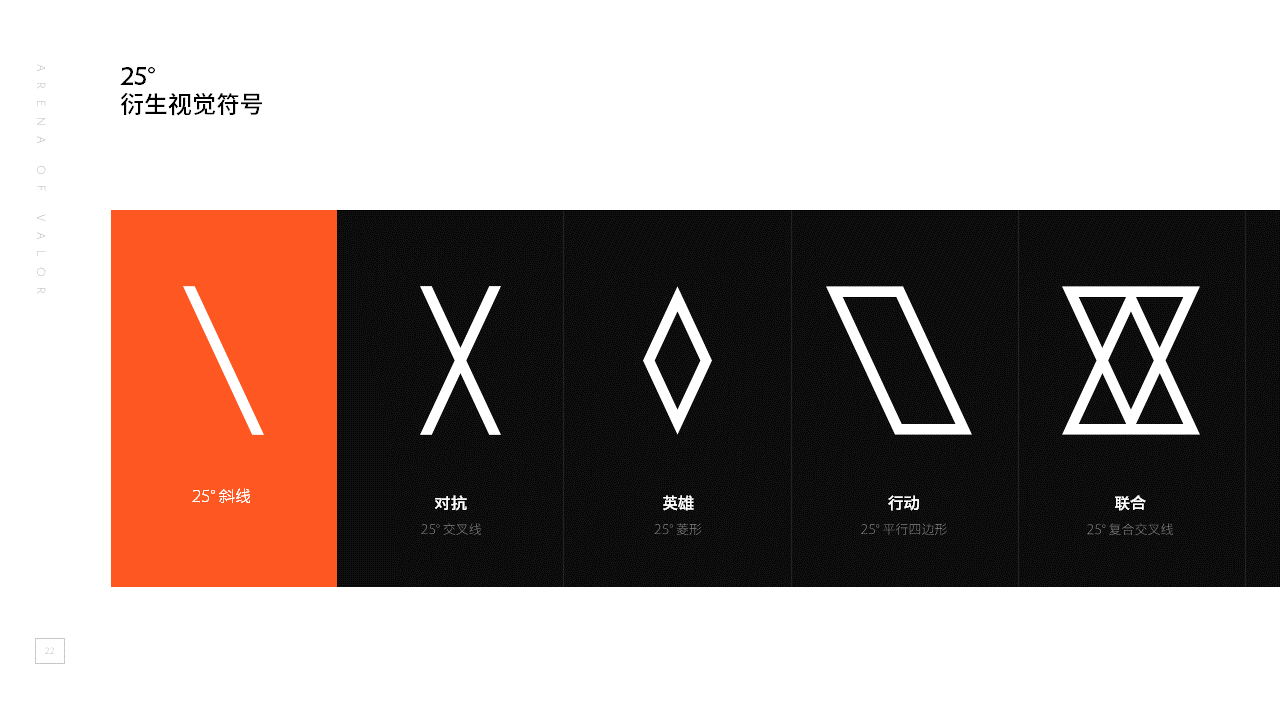 ARENA OF VALOR
25°
衍生视觉符号
25° 斜线
对抗
25° 交叉线
英雄
25° 菱形
行动
25° 平行四边形
联合
25° 复合交叉线
22